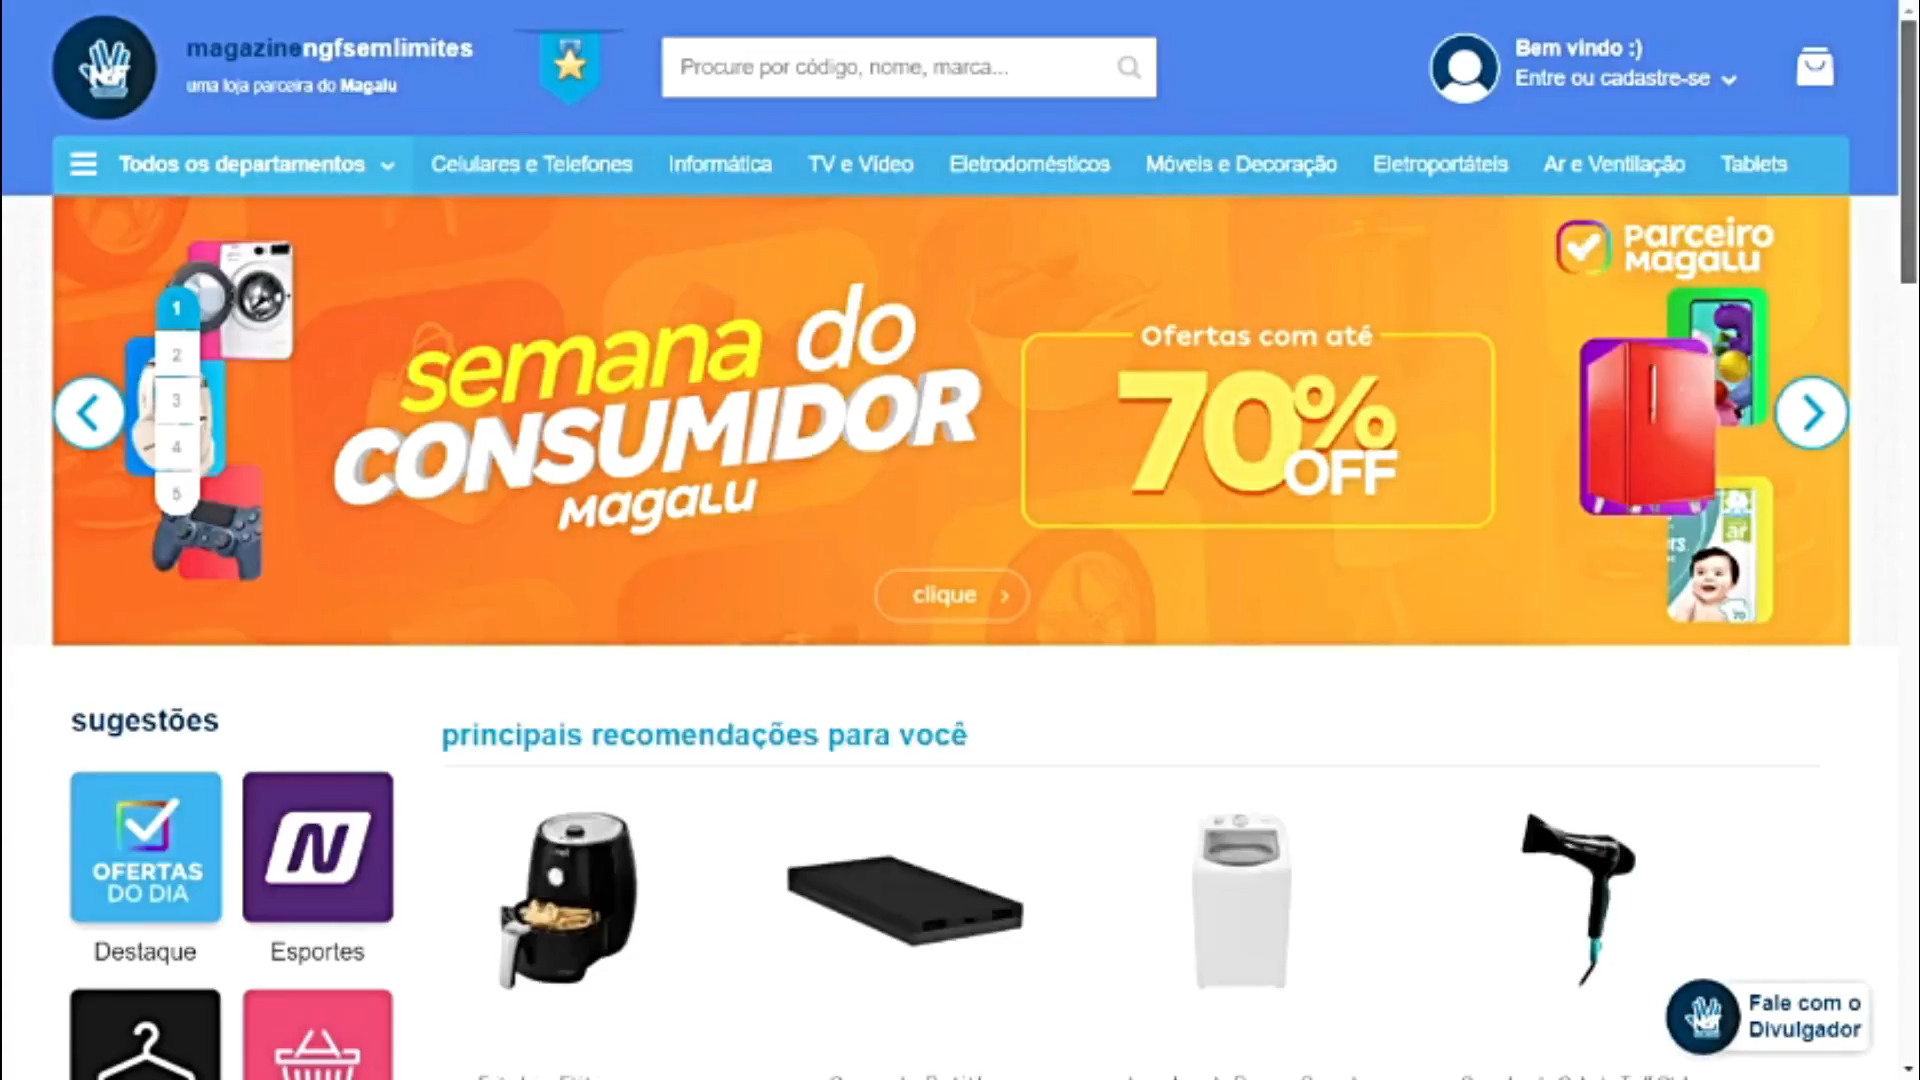 magazinengfsemlimites
uma loja parceira do Magalu
Procure por código, nome, marca...
Bem vindo :)
Entre ou cadastre-se
Todos os departamentos
Celulares e Telefones
Informática
TV e Vídeo
Eletrodomésticos
Móveis e Decoração
Eletroportáteis
Ar e Ventilação
Tablets
Parceiro
Magalu
1
2
3
4
5
semana do
CONSUMIDOR
Magalu
Ofertas com até
70%
OFF
clique
sugestões
principais recomendações para você
OFERTAS
DO DIA
N
Destaque
Esportes
Fale com o
Divulgador